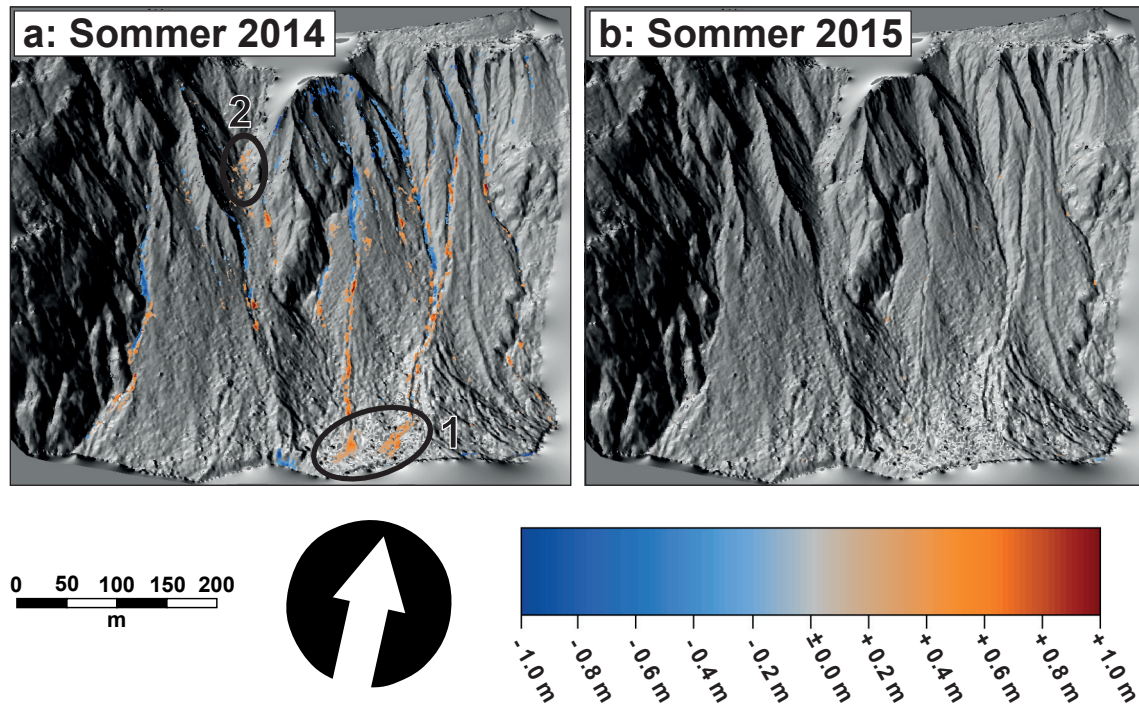 a: Sommer 2014
b: Sommer 2015
2
1
0 50 100 150 200
m
- 1.0 m
- 0.8 m
- 0.6 m
- 0.4 m
- 0.2 m
±0.0 m
+ 0.2 m
+ 0.4 m
+ 0.6 m
+ 0.8 m
+1.0 m